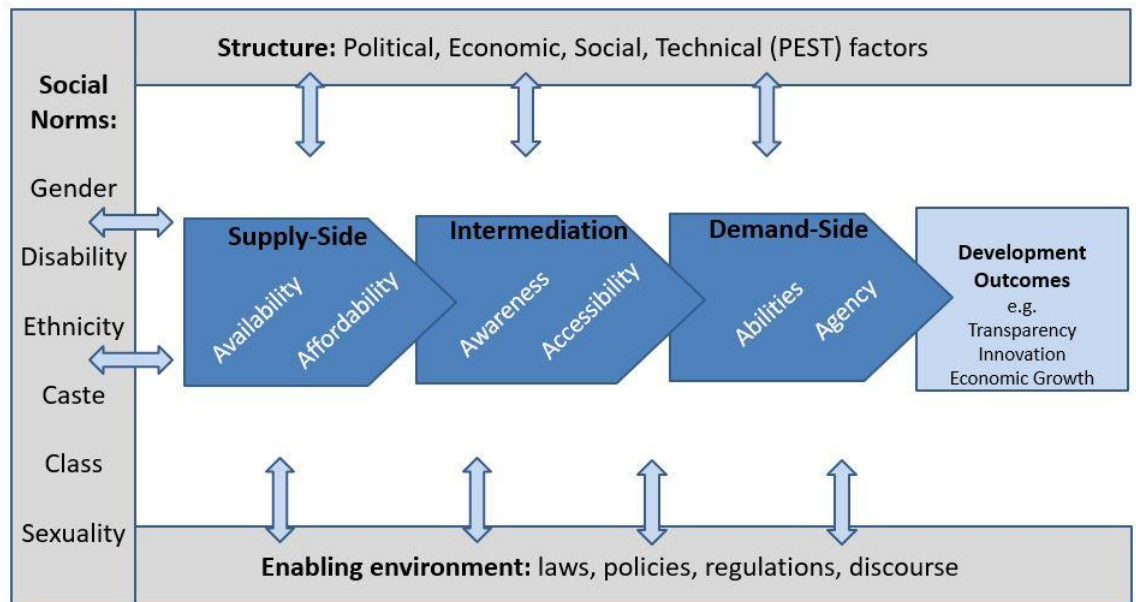 Structure: Political, Economic, Social, Technical (PEST) factors
Social
Norms:
Gender
Disability
Ethnicity
Caste
Class
Sexuality
Supply-Side
Availability
Affordability
Intermediation
Awareness
Accessibility
Demand-Side
Abilities
Agency
Development
Outcomes
e.g.
Transparency
Innovation
Economic Growth
Enabling environment: laws, policies, regulations, discourse